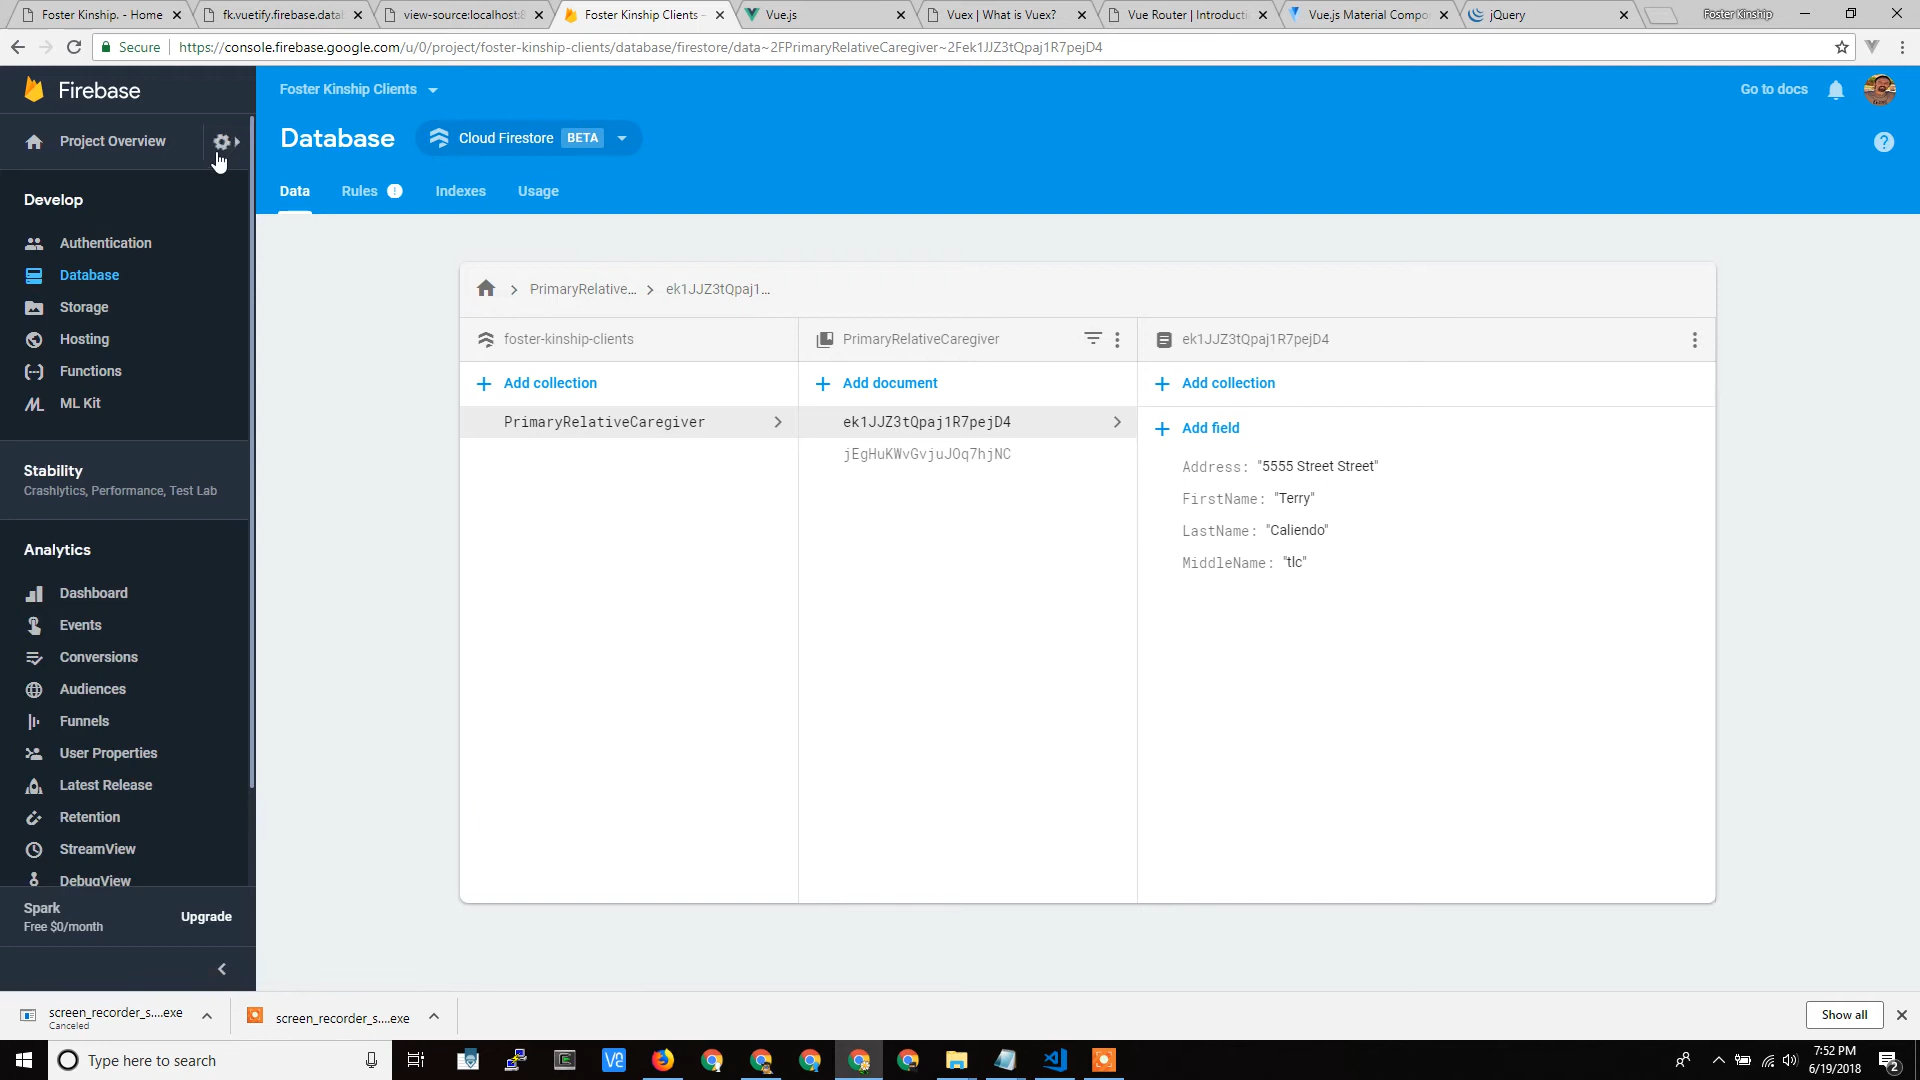 Foster Kinship. - Home
fk.vuetify.firebase.datab
view-source:localhost:8
Foster Kinship Clients –
Vue.js
Vuex | What is Vuex?
Vue Router | Introducti
Vue.js Material Compo
jQuery
Foster Kinship
Secure
https://console.firebase.google.com/u/0/project/foster-kinship-clients/database/firestore/data~2FPrimaryRelativeCaregiver~2Fek1JJZ3tQpaj1R7pejD4
Firebase
Foster Kinship Clients
Go to docs
Project Overview
Database
Cloud Firestore BETA
Data
Rules
Indexes
Usage
Develop
Authentication
Database
Storage
Hosting
Functions
ML Kit
Stability
Crashlytics, Performance, Test Lab
Analytics
Dashboard
Events
Conversions
Audiences
Funnels
User Properties
Latest Release
Retention
StreamView
DebugView
Spark
Free $0/month
Upgrade
PrimaryRelative... > ek1JJZ3tQpaj1...
foster-kinship-clients
Add collection
PrimaryRelativeCaregiver
PrimaryRelativeCaregiver
Add document
ek1JJZ3tQpaj1R7pejD4
jEgHuKWvGvjuJOq7hjNC
ek1JJZ3tQpaj1R7pejD4
Add collection
Add field
Address: "5555 Street Street"
FirstName: "Terry"
LastName: "Caliendo"
MiddleName: "tlc"
screen_recorder_s....exe
Canceled
screen_recorder_s....exe
Show all
Type here to search
7:52 PM
6/19/2018
2